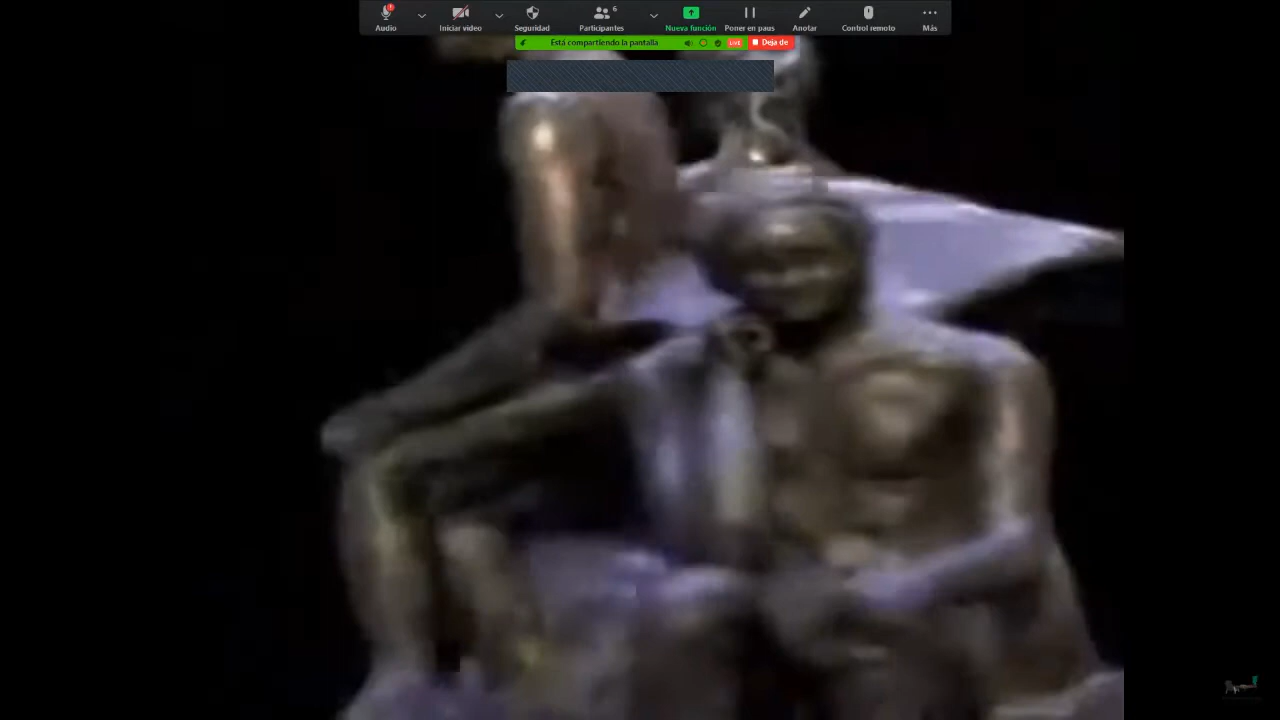 Audio
Iniciar video
Seguridad
6
Participantes
Nueva función
Poner en paus
Anotar
Control remoto
Más
Está compartiendo la pantalla
LIVE
Deja de